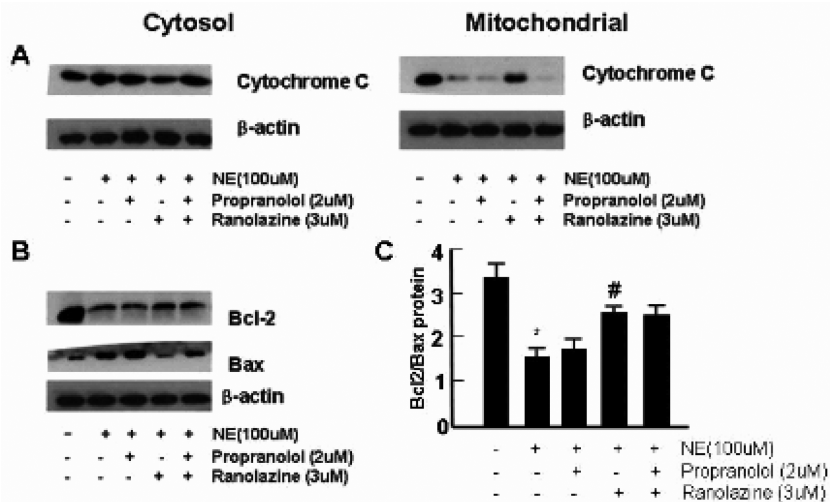 Cytosol
Mitochondrial
A
Cytochrome C
β-actin
- + + + + NE(100uM)
- - + - + Propranolol (2uM)
- - - + + Ranolazine (3uM)
Cytochrome C
β-actin
- + + + + NE(100uM)
- - + - + Propranolol (2uM)
- - - + + Ranolazine (3uM)
B
Bcl-2
Bax
β-actin
- + + + + NE(100uM)
- - + - + Propranolol (2uM)
- - - + + Ranolazine (3uM)
C
Bcl2/Bax protein
4
3
2
1
0
*
#
- + + + + NE(100uM)
- - + - + Propranolol (2uM)
- - - + + Ranolazine (3uM)